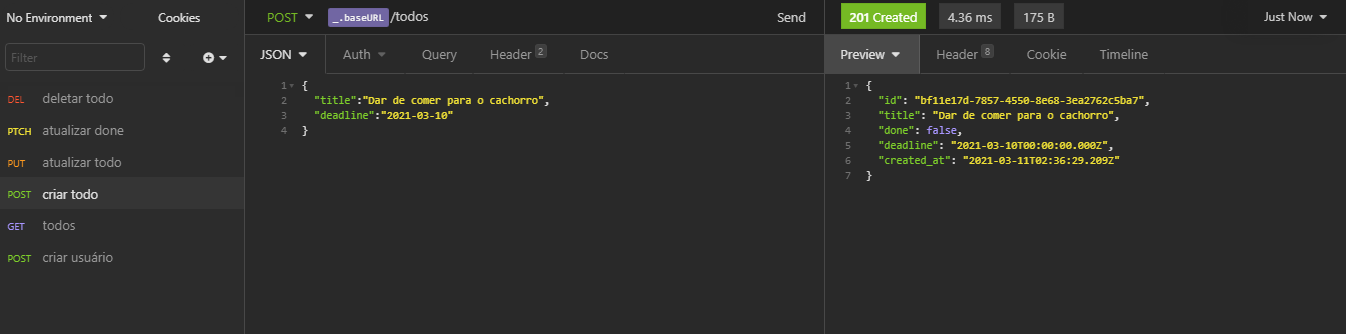 No Environment
Cookies
Filter
DEL deletar todo
PTCH atualizar done
PUT atualizar todo
POST criar todo
GET todos
POST criar usuário
POST _.baseURL/todos Send
JSON Auth Query Header 2 Docs
1 {
2 "title":"Dar de comer para o cachorro",
3 "deadline":"2021-03-10"
4 }
201 Created 4.36 ms 175 B Just Now
Preview Header 8 Cookie Timeline
1 {
2 "id": "bf11e17d-7857-4550-8e68-3ea2762c5ba7",
3 "title": "Dar de comer para o cachorro",
4 "done": false,
5 "deadline": "2021-03-10T00:00:00.000Z",
6 "created_at": "2021-03-11T02:36:29.209Z"
7 }